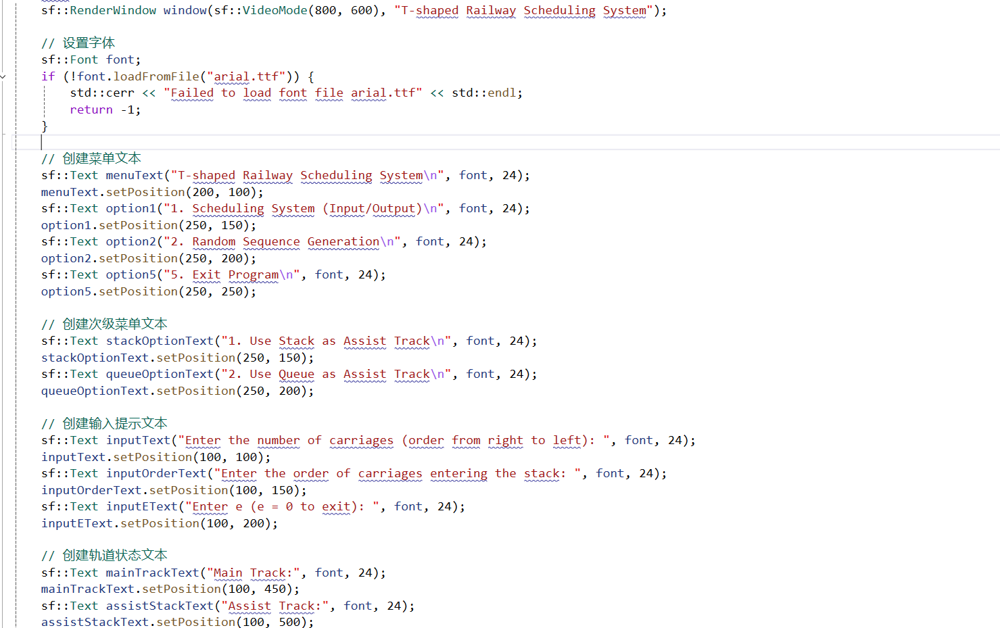 sf::RenderWindow window(sf::VideoMode(800, 600), "T-shaped Railway Scheduling System");
// 设置字体
sf::Font font;
if (!font.loadFromFile("arial.ttf")) {
std::cerr << "Failed to load font file arial.ttf" << std::endl;
return -1;
}
// 创建菜单文本
sf::Text menuText("T-shaped Railway Scheduling System\n", font, 24);
menuText.setPosition(200, 100);
sf::Text option1("1. Scheduling System (Input/Output)\n", font, 24);
option1.setPosition(250, 150);
sf::Text option2("2. Random Sequence Generation\n", font, 24);
option2.setPosition(250, 200);
sf::Text option5("5. Exit Program\n", font, 24);
option5.setPosition(250, 250);
// 创建次级菜单文本
sf::Text stackOptionText("1. Use Stack as Assist Track\n", font, 24);
stackOptionText.setPosition(250, 150);
sf::Text queueOptionText("2. Use Queue as Assist Track\n", font, 24);
queueOptionText.setPosition(250, 200);
// 创建输入提示文本
sf::Text inputText("Enter the number of carriages (order from right to left): ", font, 24);
inputText.setPosition(100, 100);
sf::Text inputOrderText("Enter the order of carriages entering the stack: ", font, 24);
inputOrderText.setPosition(100, 150);
sf::Text inputEText("Enter e (e = 0 to exit): ", font, 24);
inputEText.setPosition(100, 200);
// 创建轨道状态文本
sf::Text mainTrackText("Main Track:", font, 24);
mainTrackText.setPosition(100, 450);
sf::Text assistStackText("Assist Track:", font, 24);
assistStackText.setPosition(100, 500);